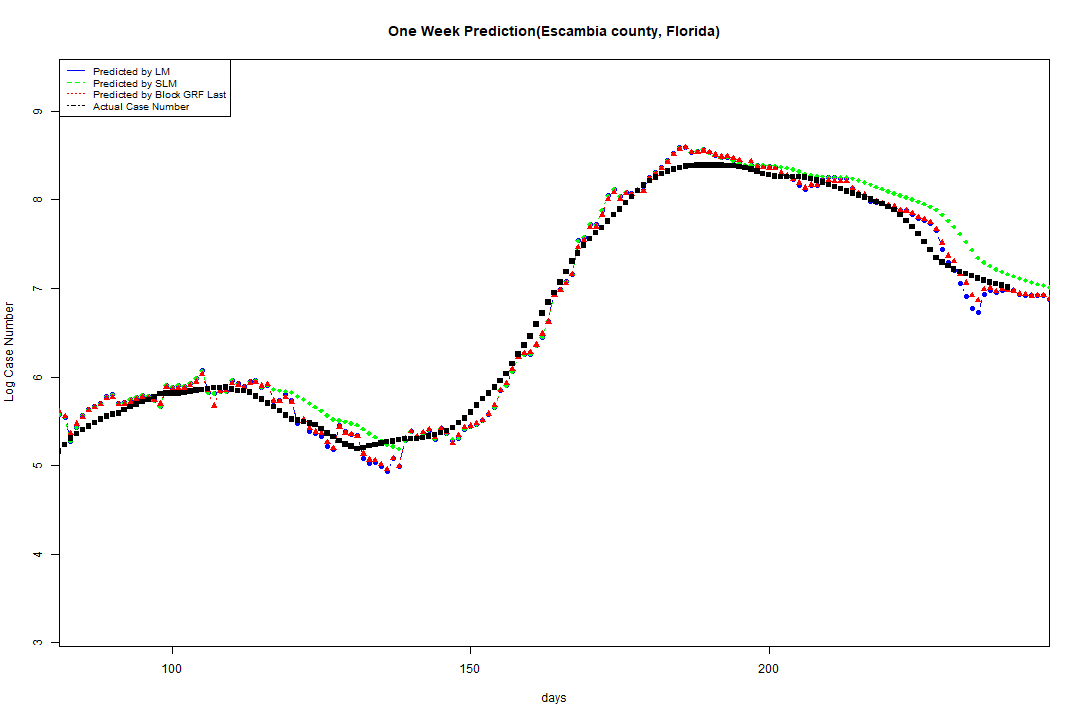 One Week Prediction(Escambia county, Florida)
Predicted by LM
Predicted by SLM
Predicted by Block GRF Last
Actual Case Number
9
8
7
6
5
4
3
Log Case Number
100 150 200
days